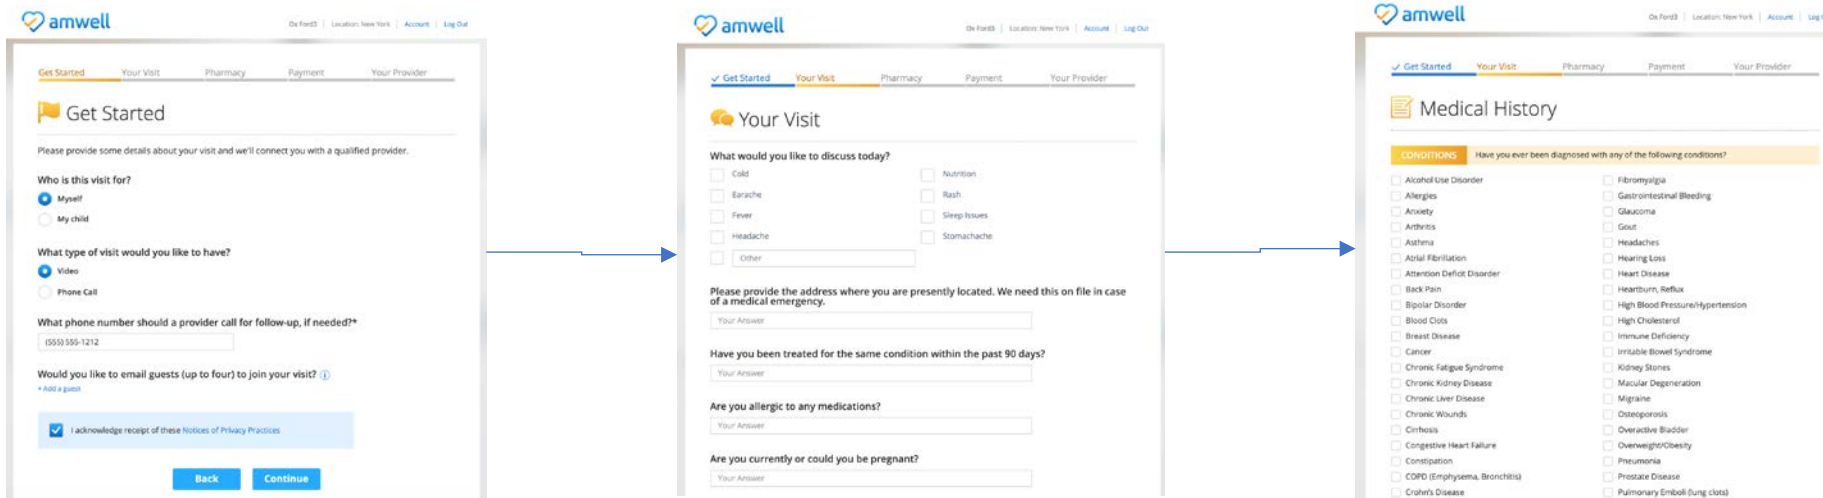 amwell
Ox Ford3 | Location: New York | Account | Log Out
Get Started Your Visit Pharmacy Payment Your Provider
Get Started
Please provide some details about your visit and we'll connect you with a qualified provider.
Who is this visit for?
Myself
My child
What type of visit would you like to have?
Video
Phone Call
What phone number should a provider call for follow-up, if needed?*
(555) 555-1212
Would you like to email guests (up to four) to join your visit?
+ Add a guest
I acknowledge receipt of these Notices of Privacy Practices
Back Continue
amwell
Ox Ford3 | Location: New York | Account | Log Out
Get Started Your Visit Pharmacy Payment Your Provider
Your Visit
What would you like to discuss today?
Cold Nutrition
Earache Rash
Fever Sleep Issues
Headache Stomachache
Other
Please provide the address where you are presently located. We need this on file in case
of a medical emergency.
Your Answer
Have you been treated for the same condition within the past 90 days?
Your Answer
Are you allergic to any medications?
Your Answer
Are you currently or could you be pregnant?
Your Answer
amwell
Ox Ford3 | Location: New York | Account | Log
Get Started Your Visit Pharmacy Payment Your Provider
Medical History
CONDITIONS Have you ever been diagnosed with any of the following conditions?
Alcohol Use Disorder Fibromyalgia
Allergies Gastrointestinal Bleeding
Anxiety Glaucoma
Arthritis Gout
Asthma Headaches
Atrial Fibrillation Hearing Loss
Attention Deficit Disorder Heart Disease
Back Pain Heartburn, Reflux
Bipolar Disorder High Blood Pressure/Hypertension
Blood Clots High Cholesterol
Breast Disease Immune Deficiency
Cancer Irritable Bowel Syndrome
Chronic Fatigue Syndrome Kidney Stones
Chronic Kidney Disease Macular Degeneration
Chronic Liver Disease Migraine
Chronic Wounds Osteoporosis
Cirrhosis Overactive Bladder
Congestive Heart Failure Overweight/Obesity
Constipation Pneumonia
COPD (Emphysema, Bronchitis) Prostate Disease
Crohn's Disease Pulmonary Emboli (lung clots)